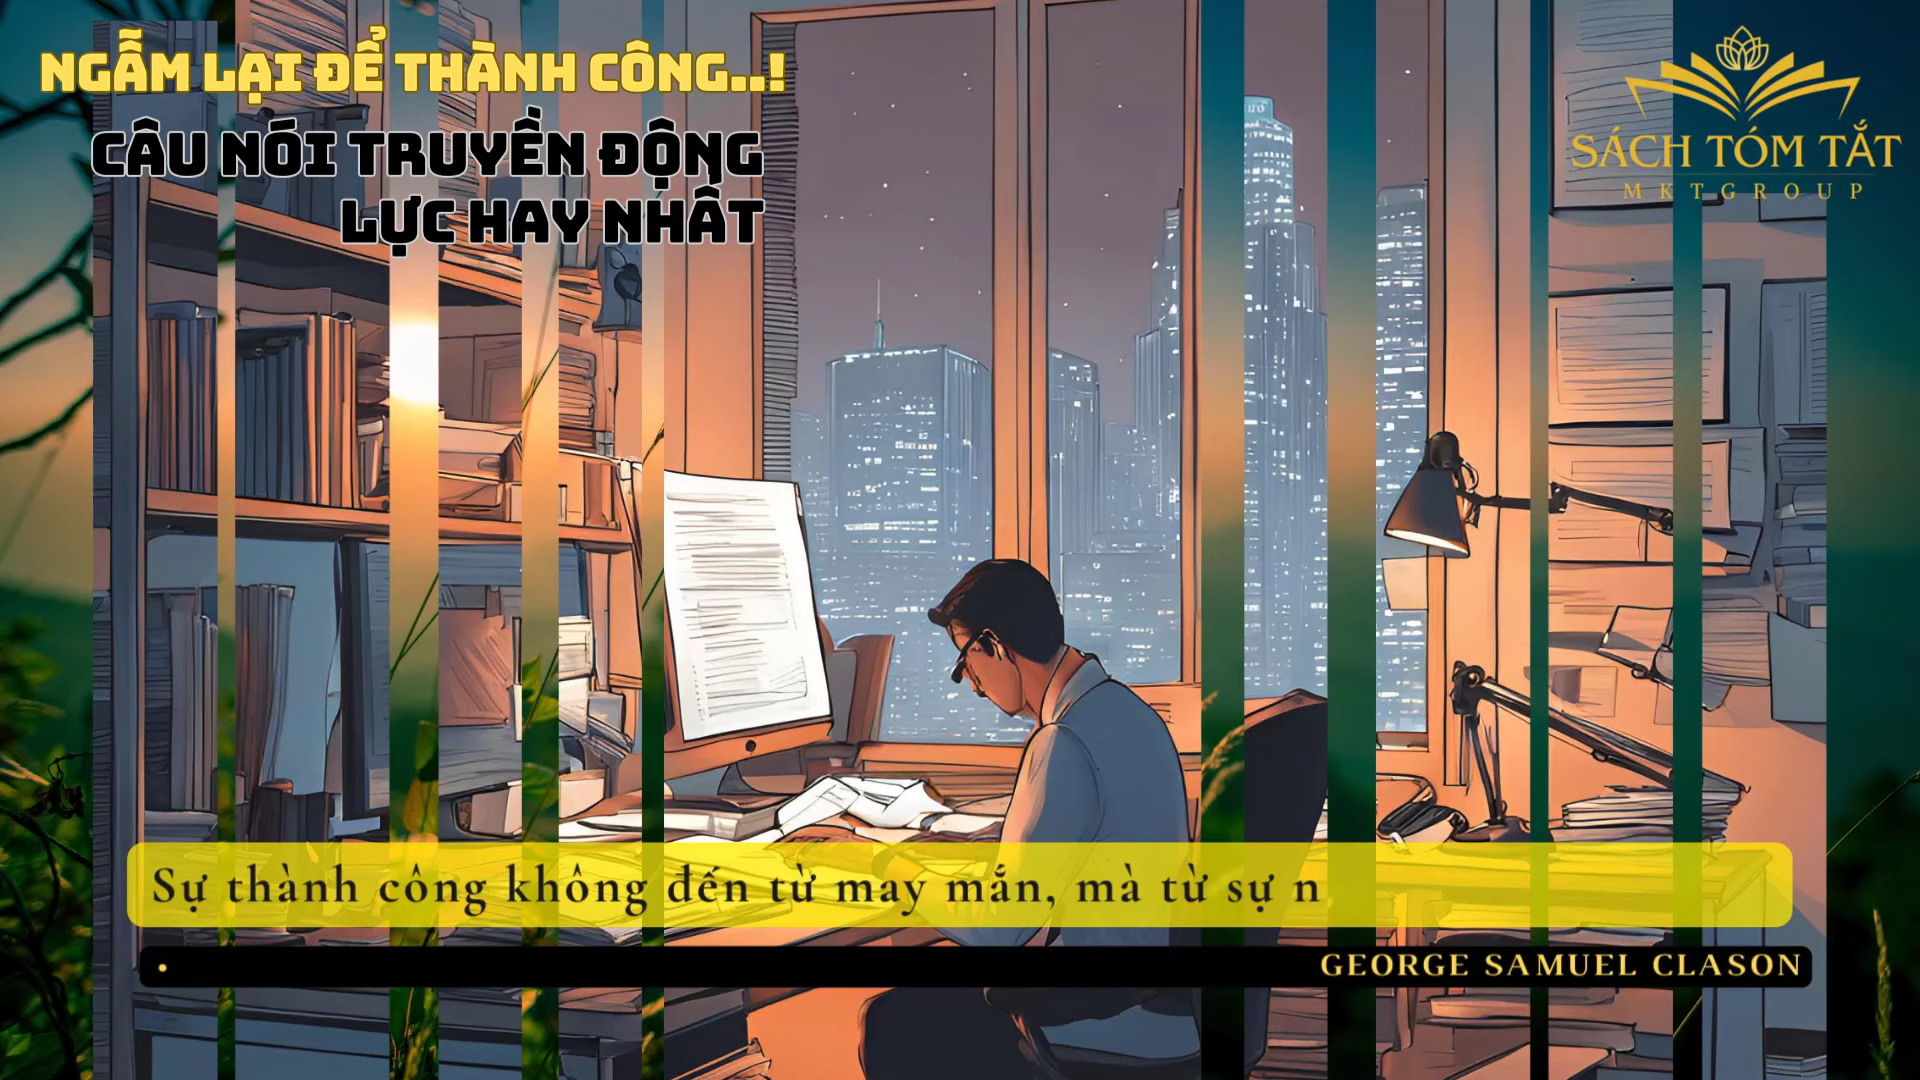 NGẪM LẠI ĐỂ THÀNH CÔNG..!
CÂU NÓI TRUYỀN ĐỘNG
LỰC HAY NHẤT
SÁCH TÓM TẮT
MKTGROUP
Sự thành công không đến từ may mắn, mà từ sự n
GEORGE SAMUEL CLASON